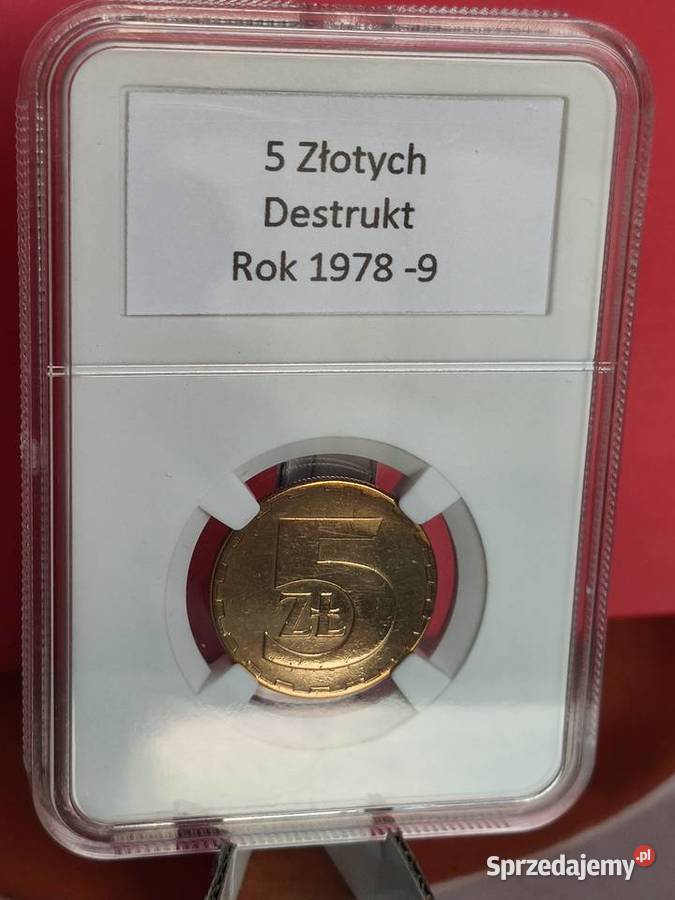 5 Złotych
Destrukt
Rok 1978 -9
5
ZŁ
Sprzedajemy.pl